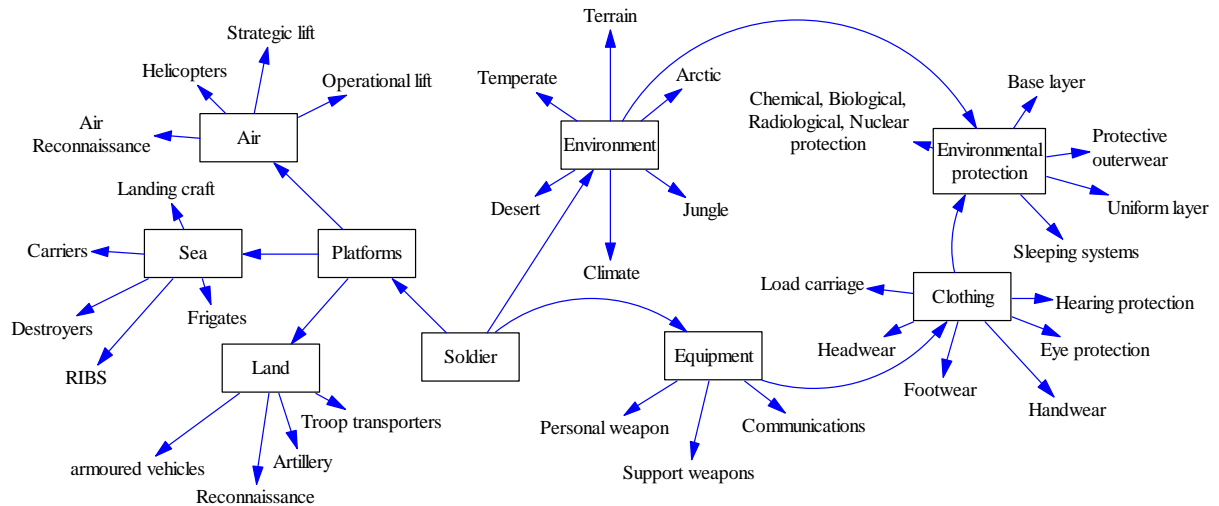 Terrain
Strategic lift
Helicopters
Operational lift
Air
Reconnaissance
Air
Temperate
Arctic
Environment
Desert
Jungle
Climate
Chemical, Biological,
Radiological, Nuclear
protection
Base layer
Environmental
protection
Protective
outerwear
Uniform layer
Sleeping systems
Landing craft
Carriers
Sea
Platforms
Destroyers
Frigates
RIBS
Land
Soldier
Troop transporters
armoured vehicles
Artillery
Reconnaissance
Equipment
Personal weapon
Communications
Support weapons
Load carriage
Clothing
Hearing protection
Headwear
Eye protection
Footwear
Handwear